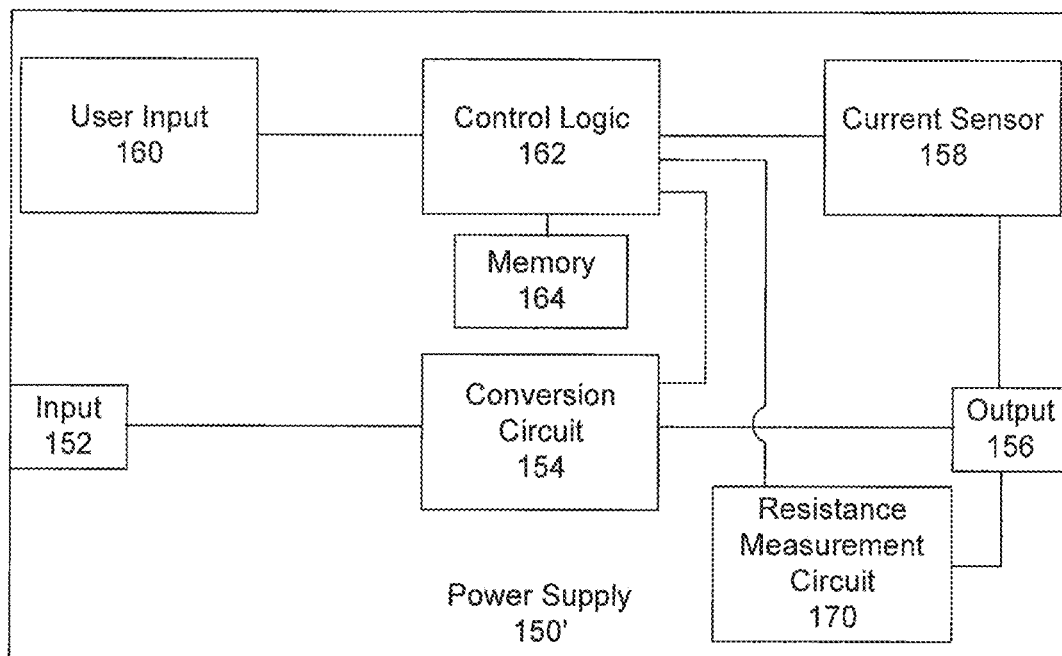 User Input
160
Control Logic
162
Current Sensor
158
Memory
164
Input
152
Conversion
Circuit
154
Output
156
Resistance
Measurement
Circuit
170
Power Supply
150'